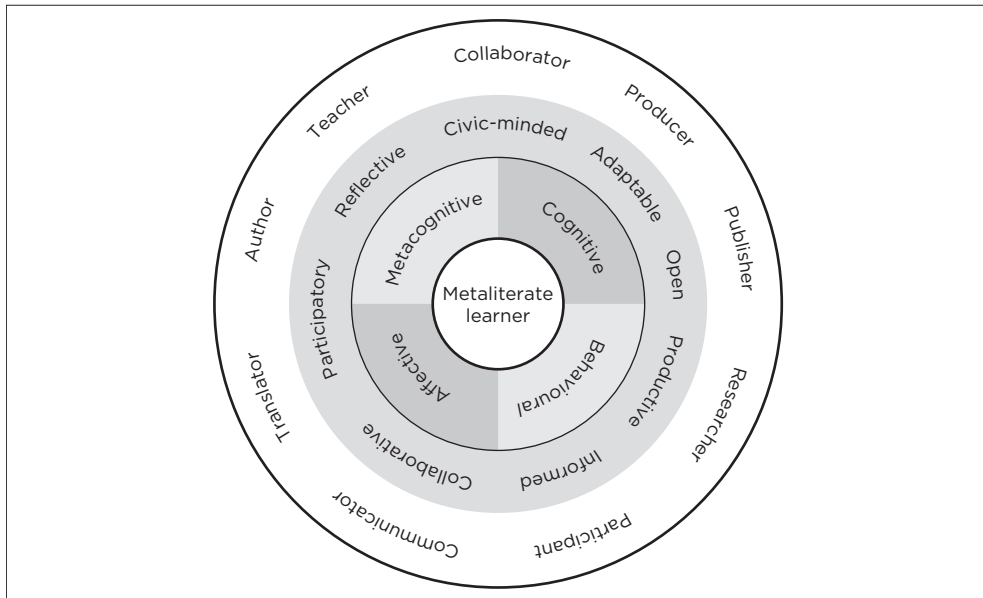 Collaborator
Producer
Publisher
Researcher
Participant
Communicator
Translator
Author
Teacher
Civic-minded
Adaptable
Open
Productive
Informed
Collaborative
Participatory
Reflective
Metacognitive
Cognitive
Behavioural
Affective
Metaliterate
learner